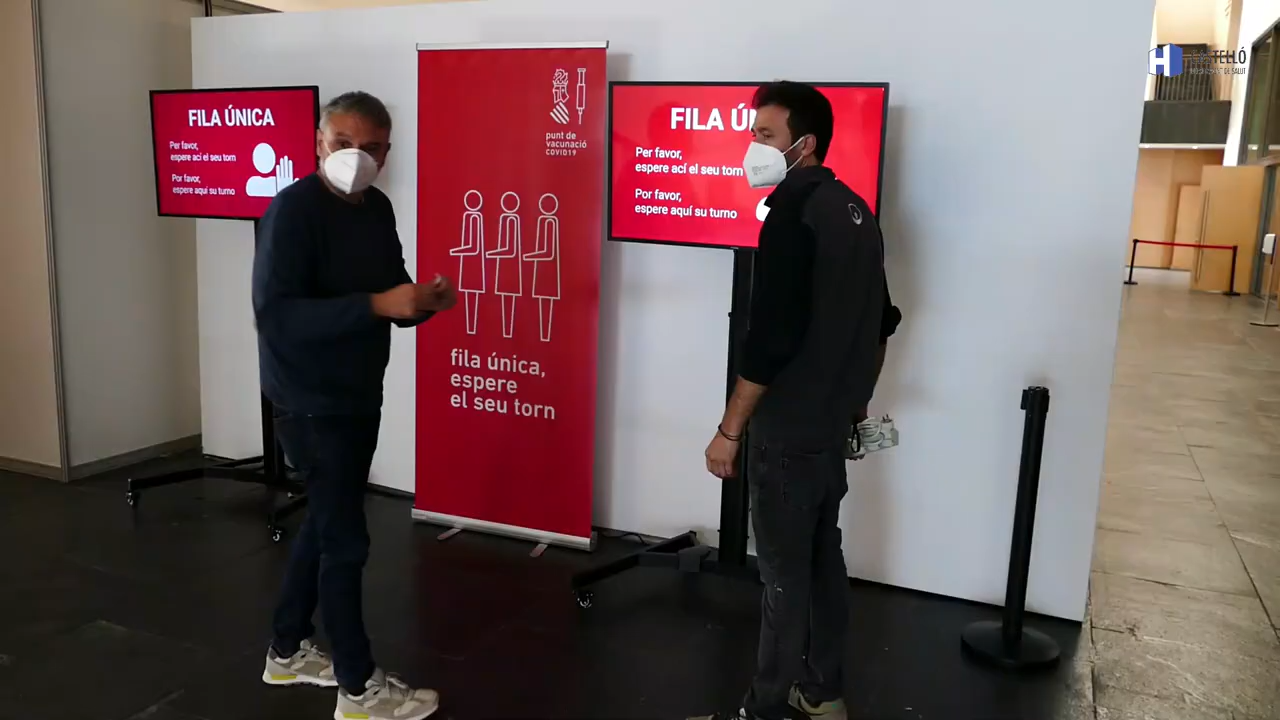 FILA ÚNICA
Per favor,
espere ací el seu torn
Por favor,
espere aquí su turno
punt de
vacunació
COVID19
fila única,
espere
el seu torn
FILA Ú
Per favor,
espere ací el seu torn
Por favor,
espere aquí su turno
CASTELLÓ